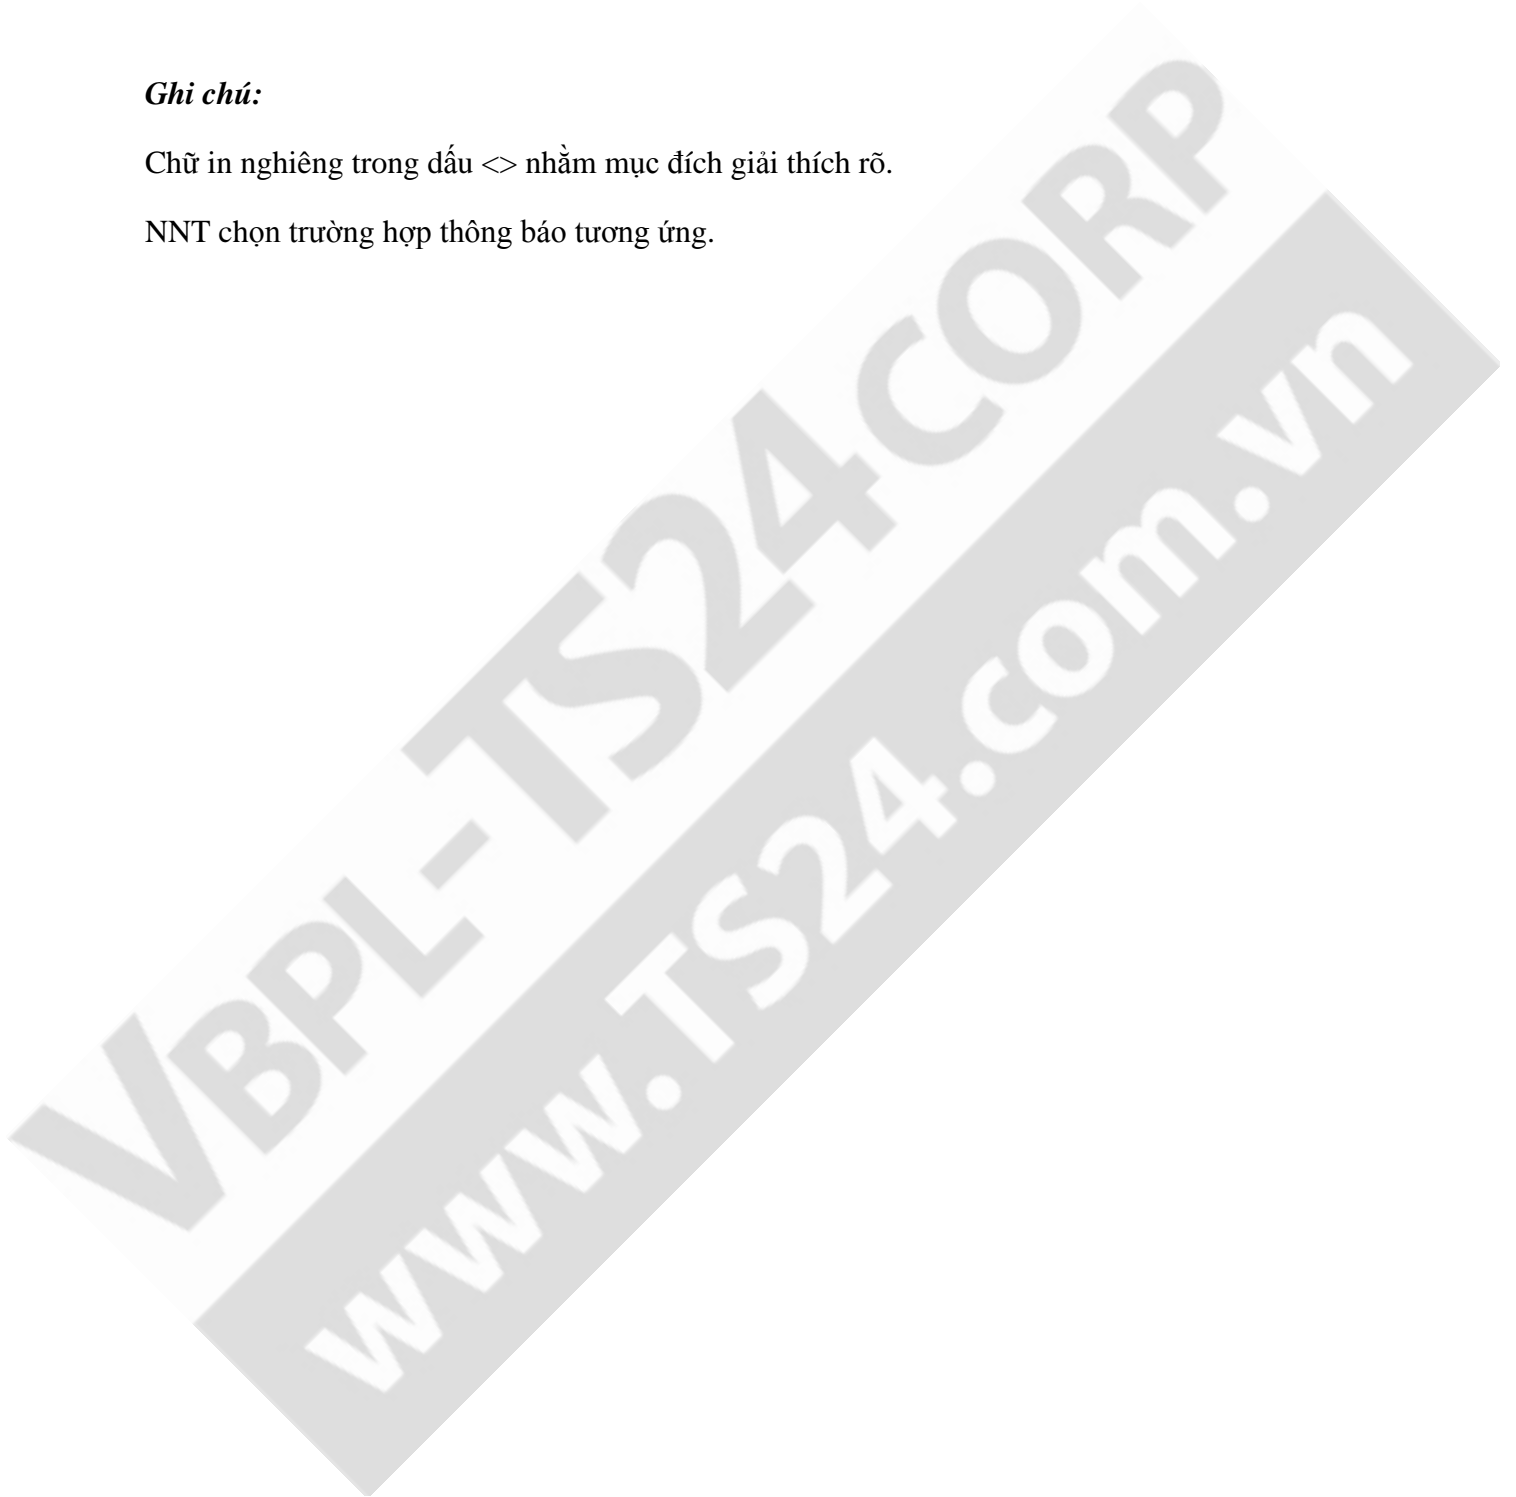 Ghi chú:
Chữ in nghiêng trong dấu <> nhằm mục đích giải thích rõ.
NNT chọn trường hợp thông báo tương ứng.
VBPL-TS24CORP
www.TS24.com.vn